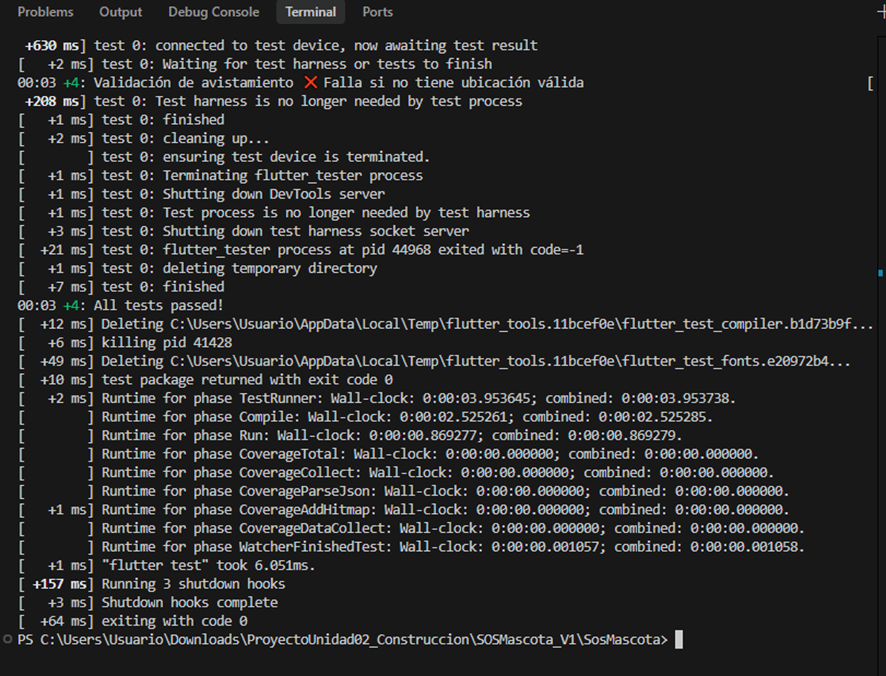 Problems Output Debug Console Terminal Ports
+630 ms] test 0: connected to test device, now awaiting test result
[ +2 ms] test 0: Waiting for test harness or tests to finish
00:03 +4: Validación de avistamiento ❌ Falla si no tiene ubicación válida [
+208 ms] test 0: Test harness is no longer needed by test process
[ +1 ms] test 0: finished
[ +2 ms] test 0: cleaning up...
[ ] test 0: ensuring test device is terminated.
[ +1 ms] test 0: Terminating flutter_tester process
[ +1 ms] test 0: Shutting down DevTools server
[ +1 ms] test 0: Test process is no longer needed by test harness
[ +3 ms] test 0: Shutting down test harness socket server
[ +21 ms] test 0: flutter_tester process at pid 44968 exited with code=-1
[ +1 ms] test 0: deleting temporary directory
[ +7 ms] test 0: finished
00:03 +4: All tests passed!
[ +12 ms] Deleting C:\Users\Usuario\AppData\Local\Temp\flutter_tools.11bcef0e\flutter_test_compiler.b1d73b9f...
[ +6 ms] killing pid 41428
[ +49 ms] Deleting C:\Users\Usuario\AppData\Local\Temp\flutter_tools.11bcef0e\flutter_test_fonts.e20972b4...
[ +10 ms] test package returned with exit code 0
[ +2 ms] Runtime for phase TestRunner: Wall-clock: 0:00:03.953645; combined: 0:00:03.953738.
[ ] Runtime for phase Compile: Wall-clock: 0:00:02.525261; combined: 0:00:02.525285.
[ ] Runtime for phase Run: Wall-clock: 0:00:00.869277; combined: 0:00:00.869279.
[ ] Runtime for phase CoverageTotal: Wall-clock: 0:00:00.000000; combined: 0:00:00.000000.
[ ] Runtime for phase CoverageCollect: Wall-clock: 0:00:00.000000; combined: 0:00:00.000000.
[ ] Runtime for phase CoverageParseJson: Wall-clock: 0:00:00.000000; combined: 0:00:00.000000.
[ +1 ms] Runtime for phase CoverageAddHitmap: Wall-clock: 0:00:00.000000; combined: 0:00:00.000000.
[ ] Runtime for phase CoverageDataCollect: Wall-clock: 0:00:00.000000; combined: 0:00:00.000000.
[ ] Runtime for phase WatcherFinishedTest: Wall-clock: 0:00:00.001057; combined: 0:00:00.001058.
[ +1 ms] "flutter test" took 6.051ms.
[ +157 ms] Running 3 shutdown hooks
[ +3 ms] Shutdown hooks complete
[ +64 ms] exiting with code 0
PS C:\Users\Usuario\Downloads\ProyectoUnidad02_Construccion\SOSMascota_V1\SosMascota>